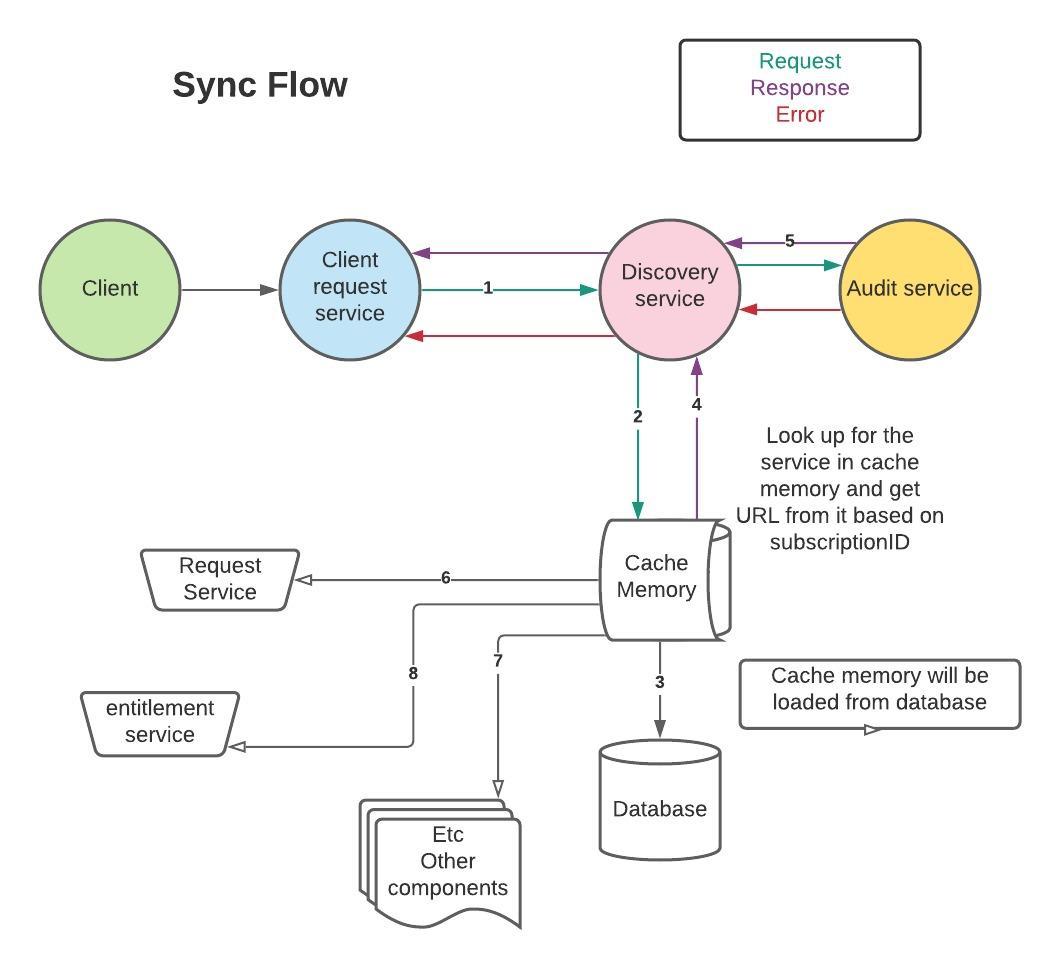 Sync Flow
Request
Response
Error
Client
Client
request
service
1
Discovery
service
5
Audit service
2
4
Look up for the
service in cache
memory and get
URL from it based on
subscriptionID
Cache
Memory
Request
Service
6
8
7
3
entitlement
service
Cache memory will be
loaded from database
Database
Etc
Other
components